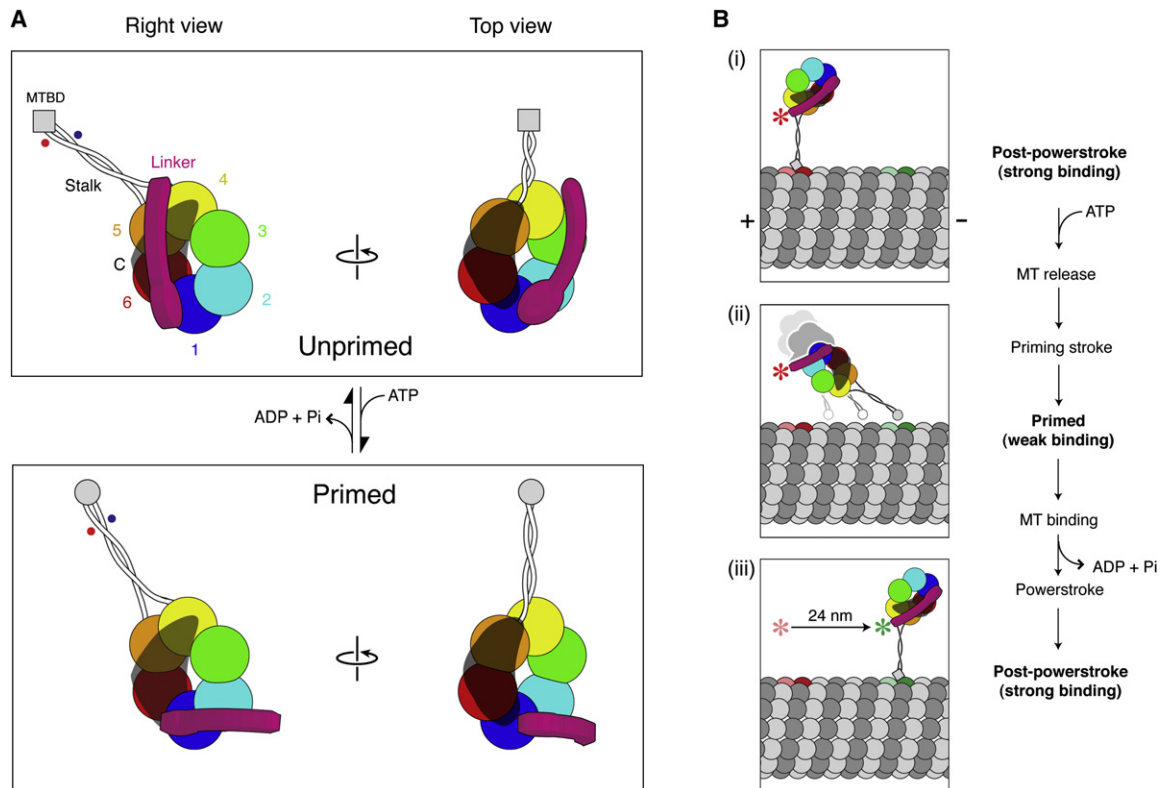 A
Right view
Top view
MTBD
Linker
Stalk
4
5
3
C
6
2
1
Unprimed
ADP + Pi
ATP
Primed
B
(i)
+
–
*
(ii)
*
(iii)
*
24 nm
*
Post-powerstroke
(strong binding)
ATP
MT release
Priming stroke
Primed
(weak binding)
MT binding
ADP + Pi
Powerstroke
Post-powerstroke
(strong binding)